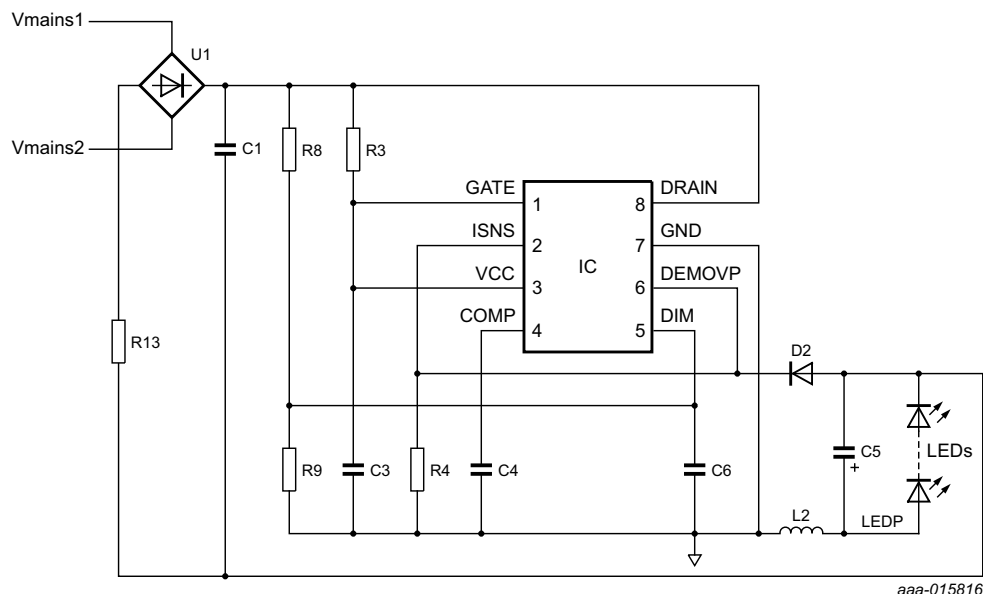 Vmains1
U1
Vmains2
C1
R8
R3
GATE
1
8
DRAIN
ISNS
2
7
GND
IC
VCC
3
6
DEMOVP
COMP
4
5
DIM
R13
D2
R9
C3
R4
C4
C6
C5
+
LEDs
L2
LEDP
aaa-015816